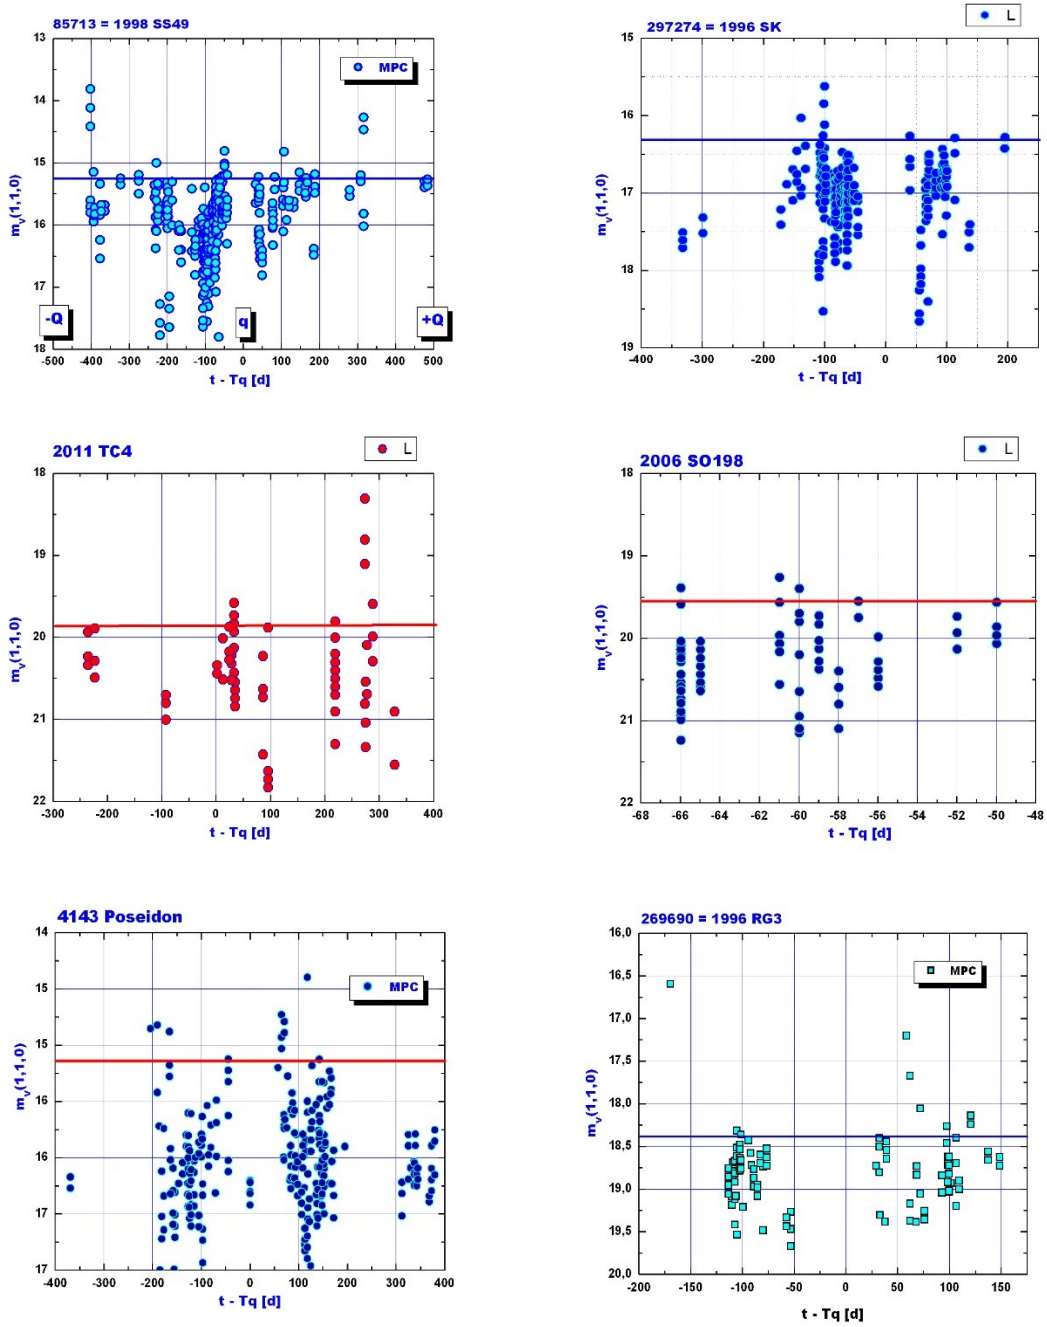 85713 = 1998 SS49
13
14
15
16
17
18
m_v(1,1,0)
MPC
-Q
q
+Q
-500 -400 -300 -200 -100 0 100 200 300 400 500
t - Tq [d]
L
297274 = 1996 SK
15
16
17
18
19
m_v(1,1,0)
-400 -300 -200 -100 0 100 200
t - Tq [d]
2011 TC4
L
18
19
20
21
22
m_v(1,1,0)
-300 -200 -100 0 100 200 300 400
t - Tq [d]
2006 SO198
L
18
19
20
21
22
m_v(1,1,0)
-68 -66 -64 -62 -60 -58 -56 -54 -52 -50 -48
t - Tq [d]
4143 Poseidon
14
15
15
16
16
17
17
m_v(1,1,0)
MPC
-400 -300 -200 -100 0 100 200 300 400
t - Tq [d]
269690 = 1996 RG3
16,0
16,5
17,0
17,5
18,0
18,5
19,0
19,5
20,0
m_v(1,1,0)
MPC
-200 -150 -100 -50 0 50 100 150
t - Tq [d]